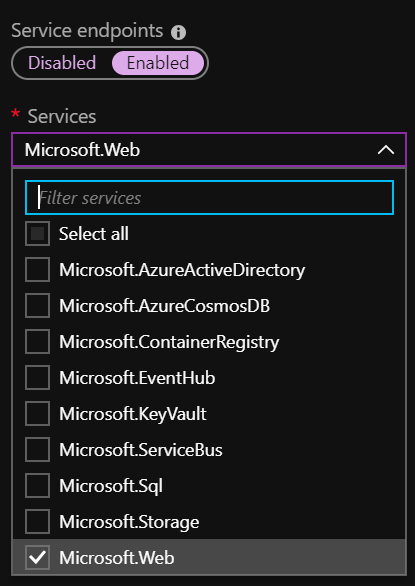 Service endpoints
Disabled Enabled
* Services
Microsoft.Web
Filter services
Select all
Microsoft.AzureActiveDirectory
Microsoft.AzureCosmosDB
Microsoft.ContainerRegistry
Microsoft.EventHub
Microsoft.KeyVault
Microsoft.ServiceBus
Microsoft.Sql
Microsoft.Storage
Microsoft.Web